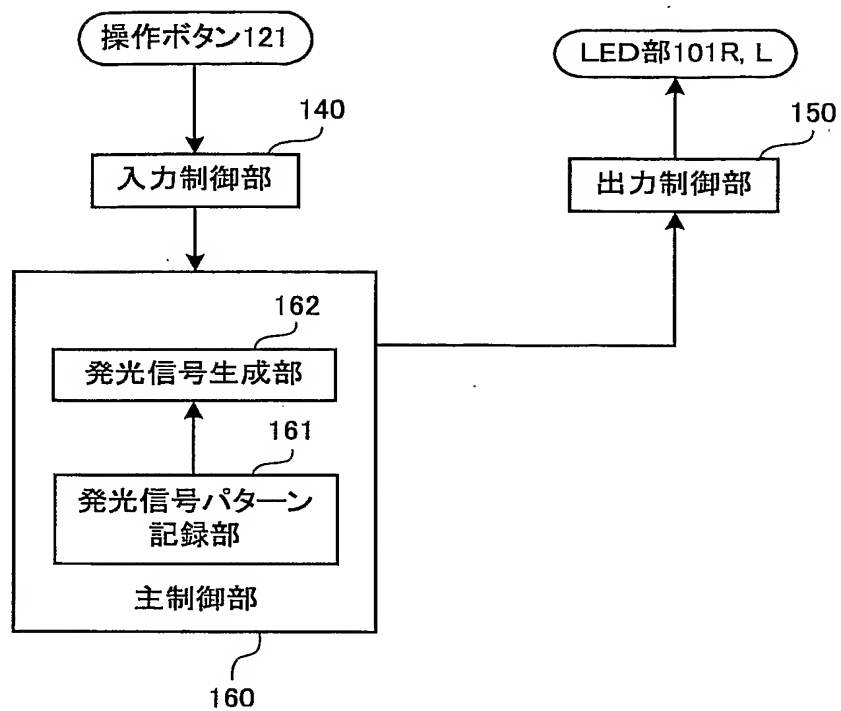 操作ボタン121
LED部101R, L
140
150
入力制御部
出力制御部
162
発光信号生成部
161
発光信号パターン
記録部
主制御部
160